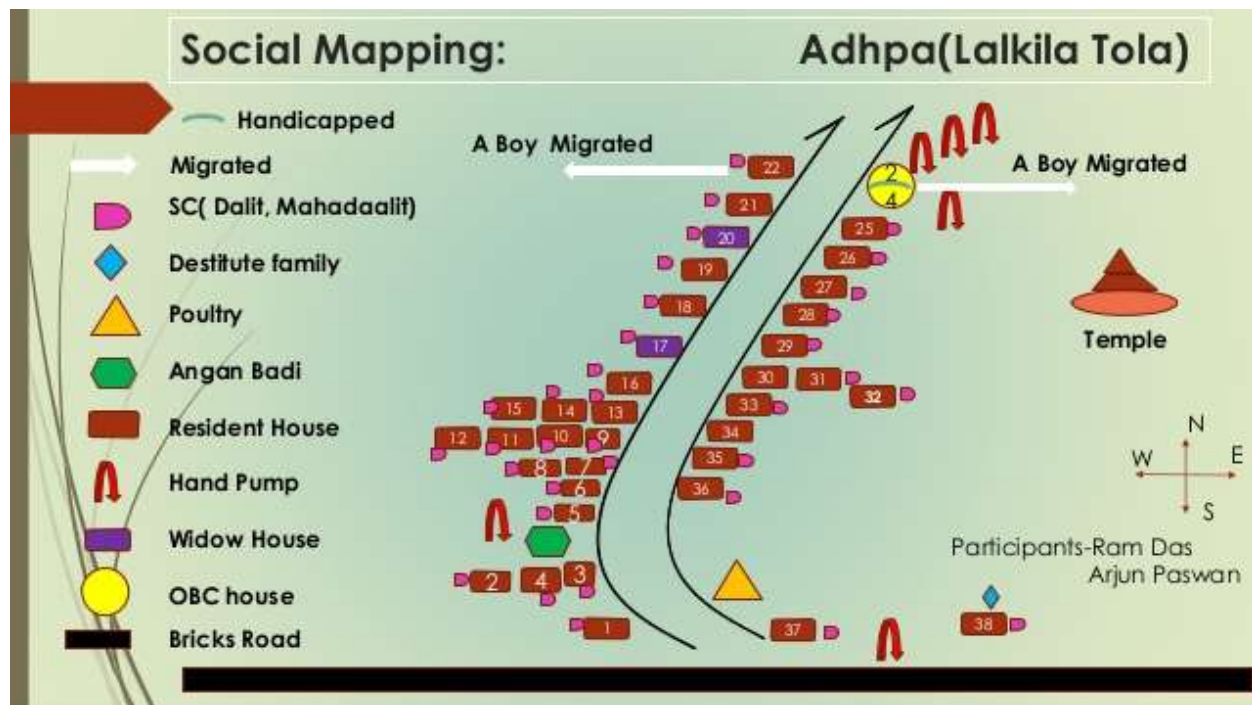 Social Mapping: Adhpa(Lalkila Tola)
Handicapped
Migrated
SC( Dalit, Mahadaalit)
Destitute family
Poultry
Angan Badi
Resident House
Hand Pump
Widow House
OBC house
Bricks Road
A Boy Migrated
22
21
20
19
18
17
16
15 14 13
12 11 10 9
8 7
6
5
2 4 3
1
2
4
A Boy Migrated
25
26
27
28
29
30 31
32
33
34
35
36
37
38
Temple
N
W E
S
Participants-Ram Das
Arjun Paswan